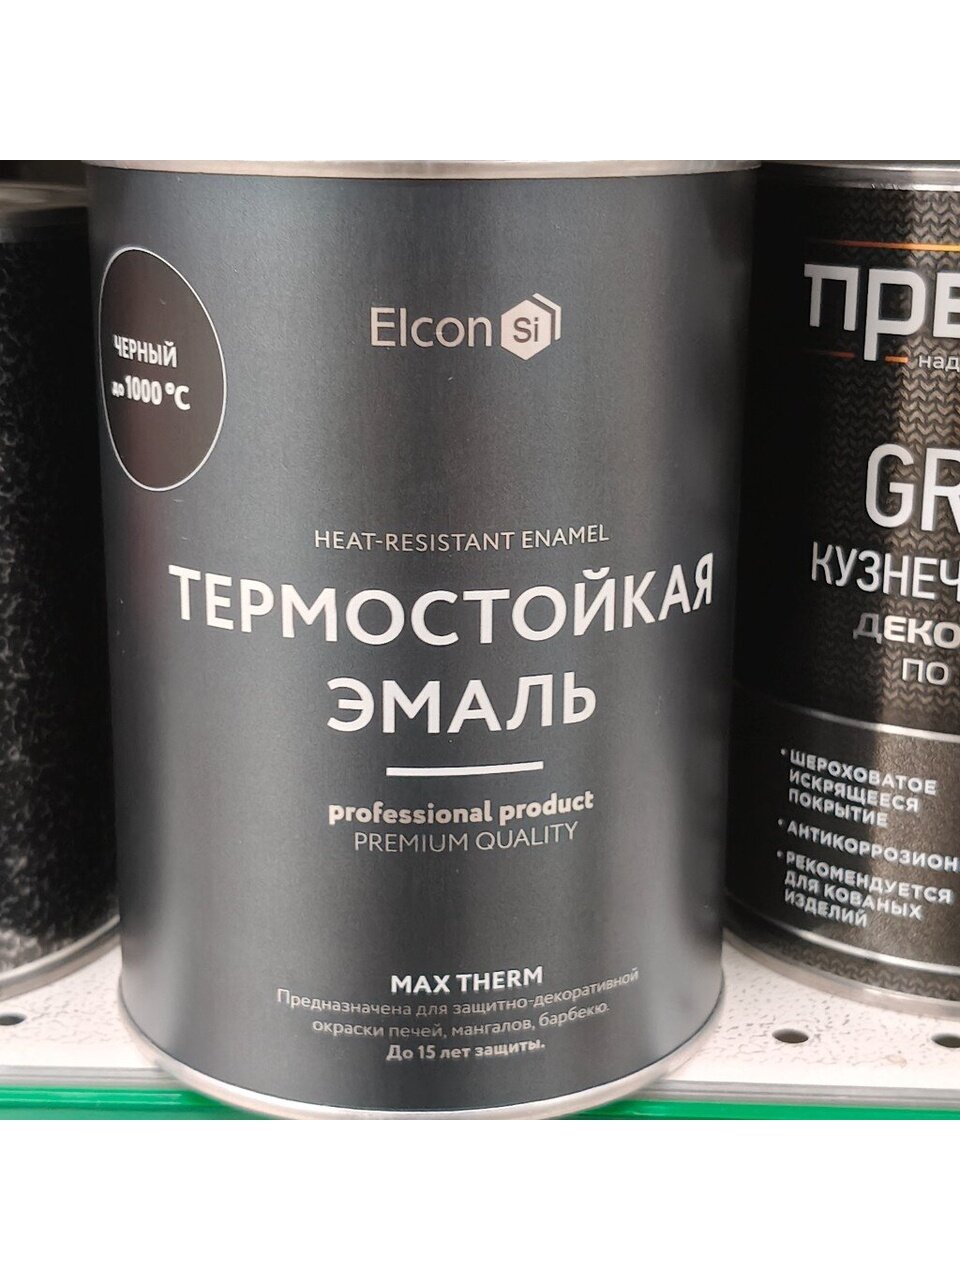 Elcon Si
ЧЕРНЫЙ
до 1000 °C
HEAT-RESISTANT ENAMEL
ТЕРМОСТОЙКАЯ
ЭМАЛЬ
professional product
PREMIUM QUALITY
MAX THERM
Предназначена для защитно-декоративной
окраски печей, мангалов, барбекю.
До 15 лет защиты.
GR
КУЗНЕЧ
ДЕКО
ПО
• ШЕРОХОВАТОЕ
ИСКРЯЩЕЕСЯ
ПОКРЫТИЕ
• АНТИКОРРОЗИОН
• РЕКОМЕНДУЕТСЯ
ДЛЯ КОВАНЫХ
ИЗДЕЛИЙ